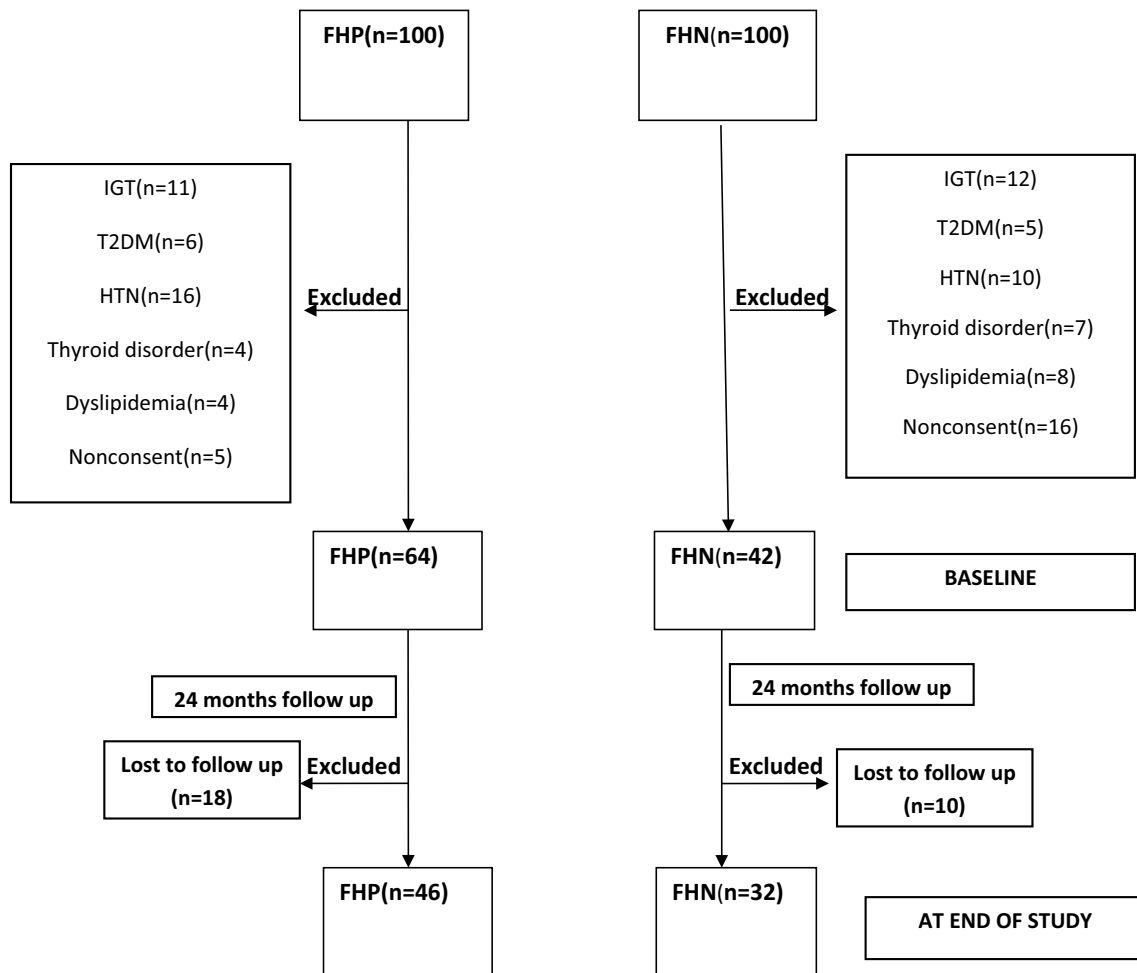 FHP(n=100)
FHN(n=100)
IGT(n=11)
T2DM(n=6)
HTN(n=16)
Thyroid disorder(n=4)
Dyslipidemia(n=4)
Nonconsent(n=5)
Excluded
Excluded
IGT(n=12)
T2DM(n=5)
HTN(n=10)
Thyroid disorder(n=7)
Dyslipidemia(n=8)
Nonconsent(n=16)
FHP(n=64)
FHN(n=42)
BASELINE
24 months follow up
24 months follow up
Lost to follow up
(n=18)
Excluded
Excluded
Lost to follow up
(n=10)
FHP(n=46)
FHN(n=32)
AT END OF STUDY